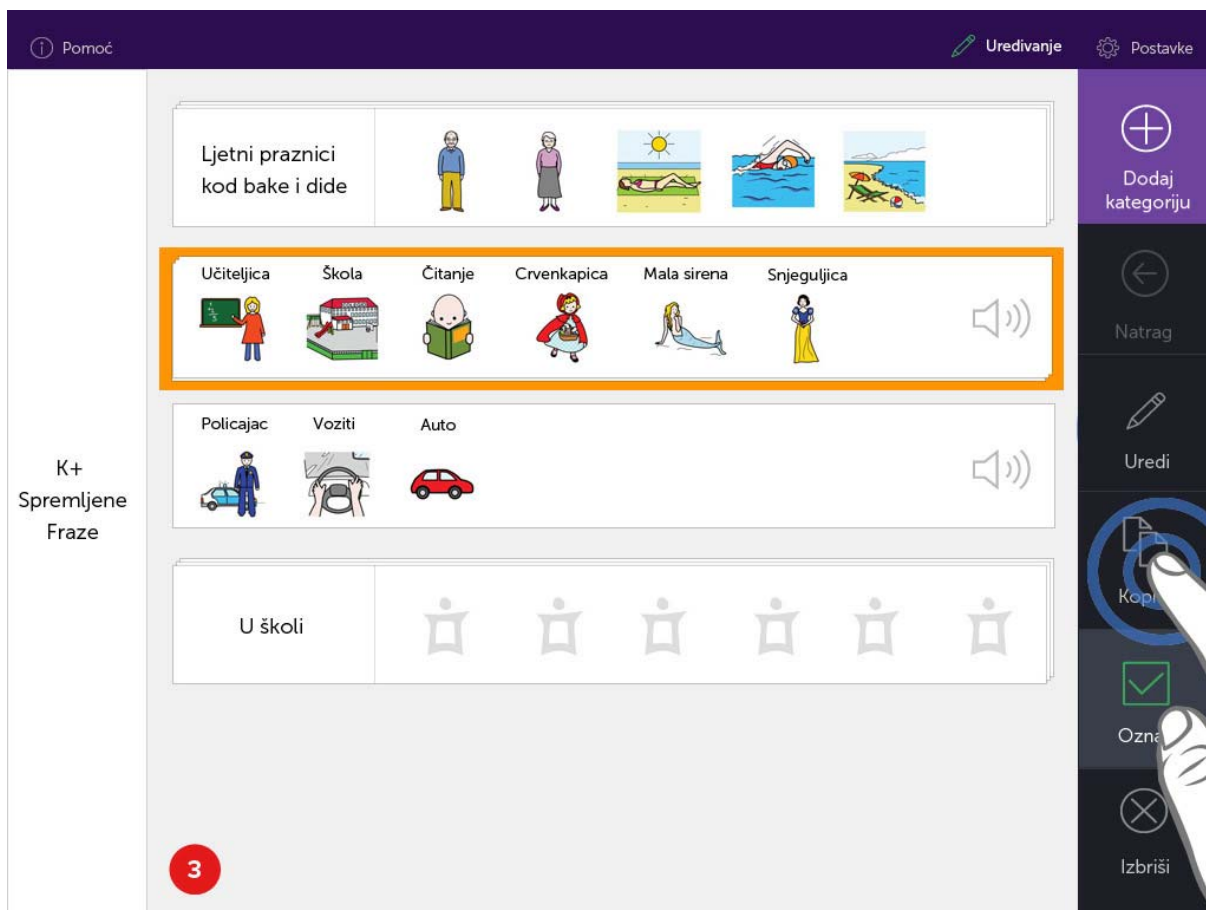 Pomoć
Uređivanje
Postavke
Ljetni praznici
kod bake i dide
Učiteljica
Škola
Čitanje
Crvenkapica
Mala sirena
Snjeguljica
Policajac
Voziti
Auto
U školi
K+
Spremljene
Fraze
Dodaj
kategoriju
Natrag
Uredi
Izbriši
3